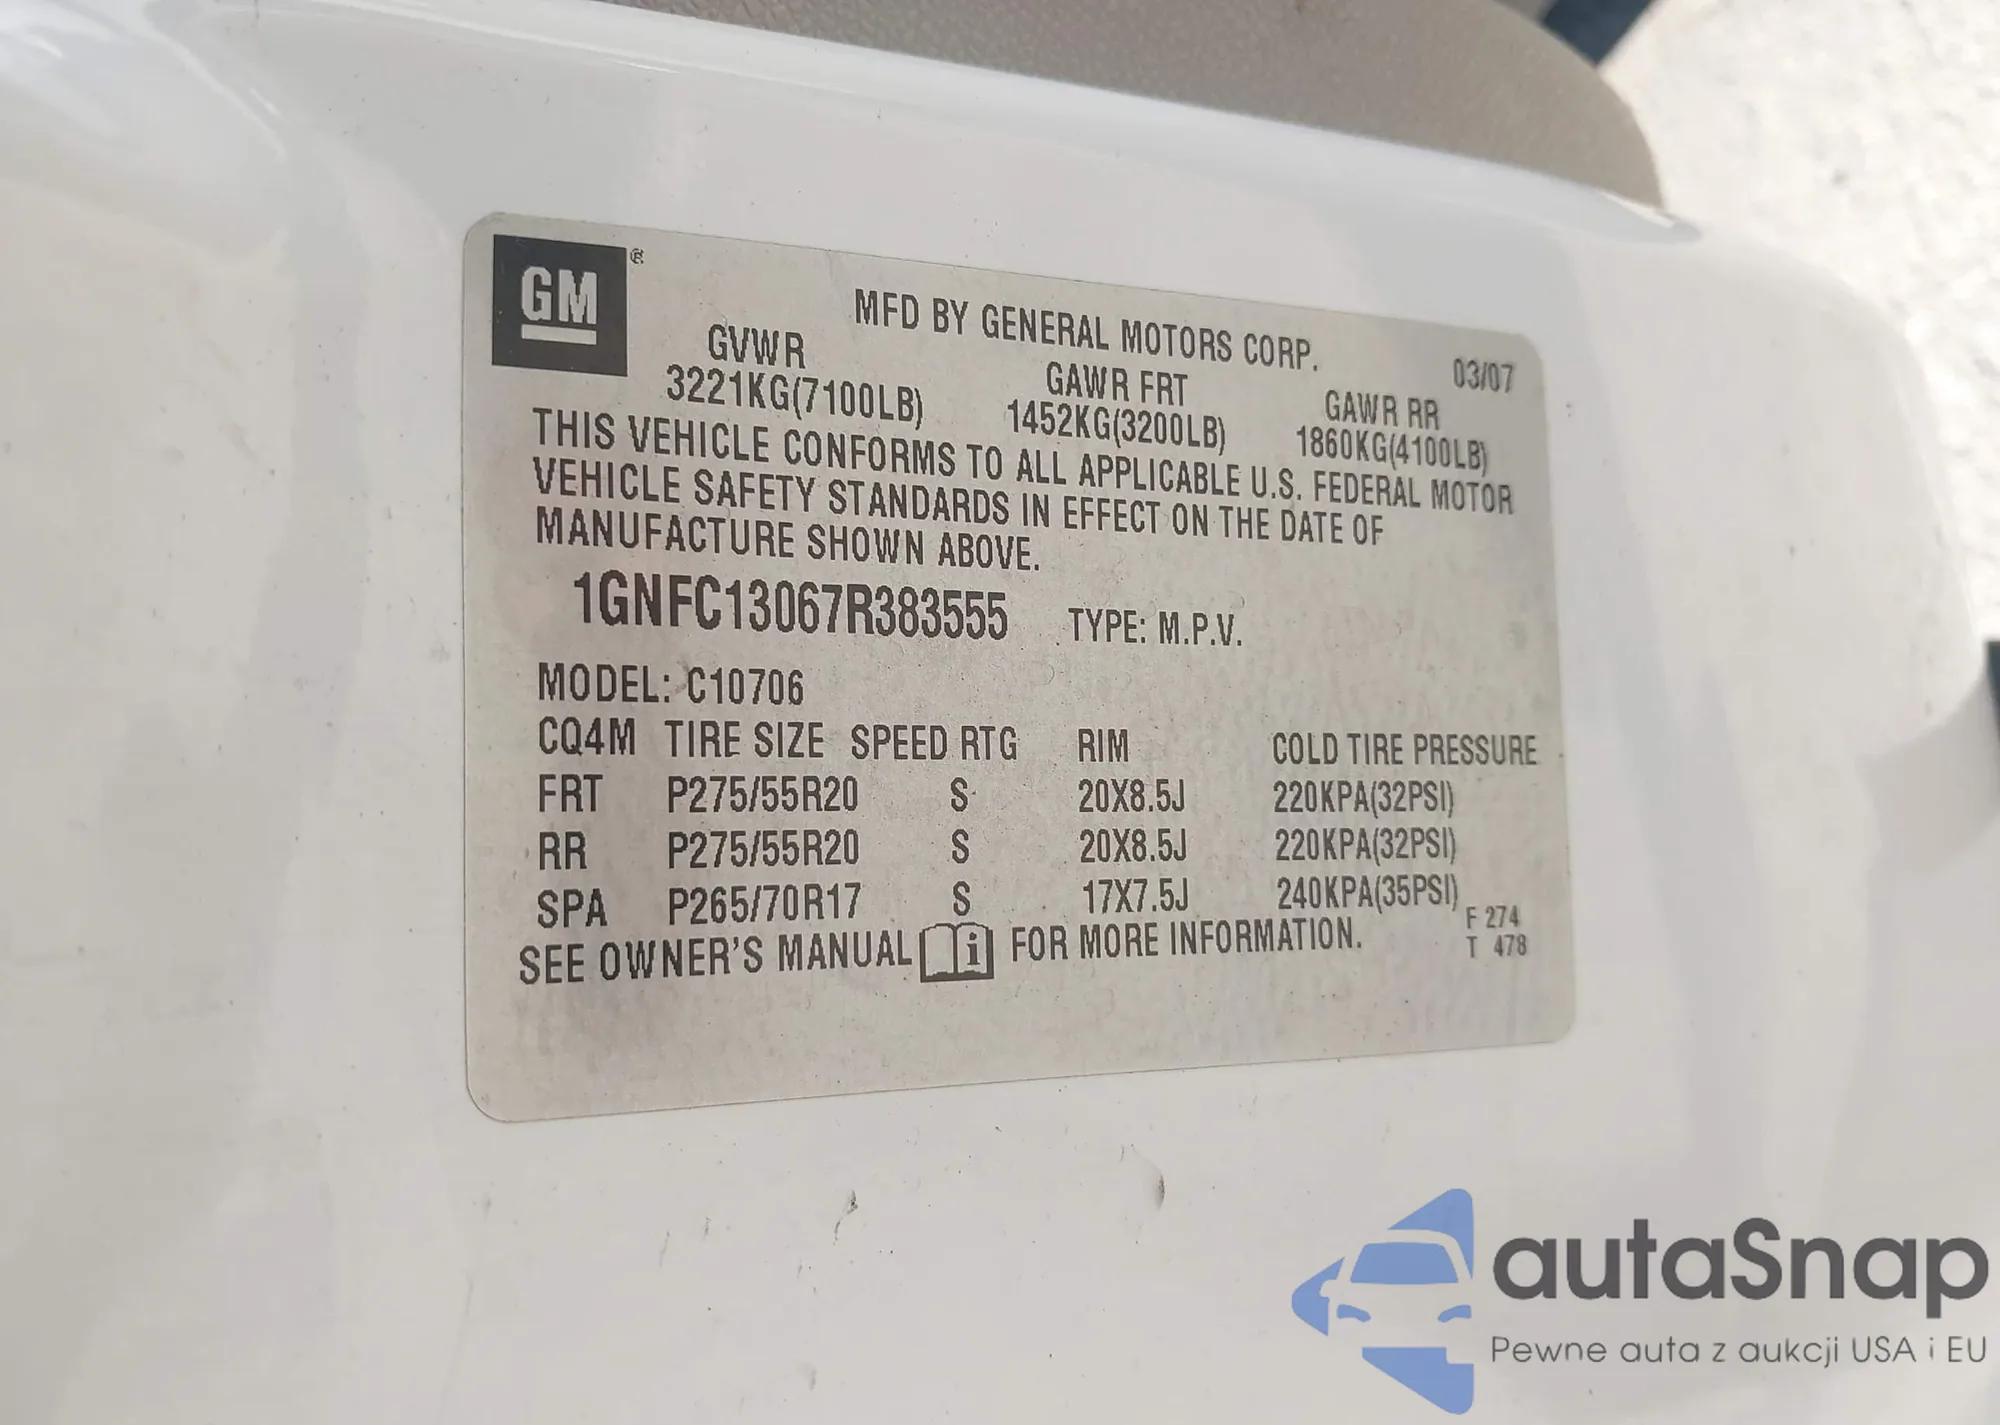 GM®
MFD BY GENERAL MOTORS CORP.
03/07
GVWR GAWR FRT GAWR RR
3221KG(7100LB) 1452KG(3200LB) 1860KG(4100LB)
THIS VEHICLE CONFORMS TO ALL APPLICABLE U.S. FEDERAL MOTOR
VEHICLE SAFETY STANDARDS IN EFFECT ON THE DATE OF
MANUFACTURE SHOWN ABOVE.
1GNFC13067R383555 TYPE: M.P.V.
MODEL: C10706
CQ4M TIRE SIZE SPEED RTG RIM COLD TIRE PRESSURE
FRT P275/55R20 S 20X8.5J 220KPA(32PSI)
RR P275/55R20 S 20X8.5J 220KPA(32PSI)
SPA P265/70R17 S 17X7.5J 240KPA(35PSI)
SEE OWNER'S MANUAL i FOR MORE INFORMATION.
F 274
T 478
autaSnap
Pewne auta z aukcji USA i EU